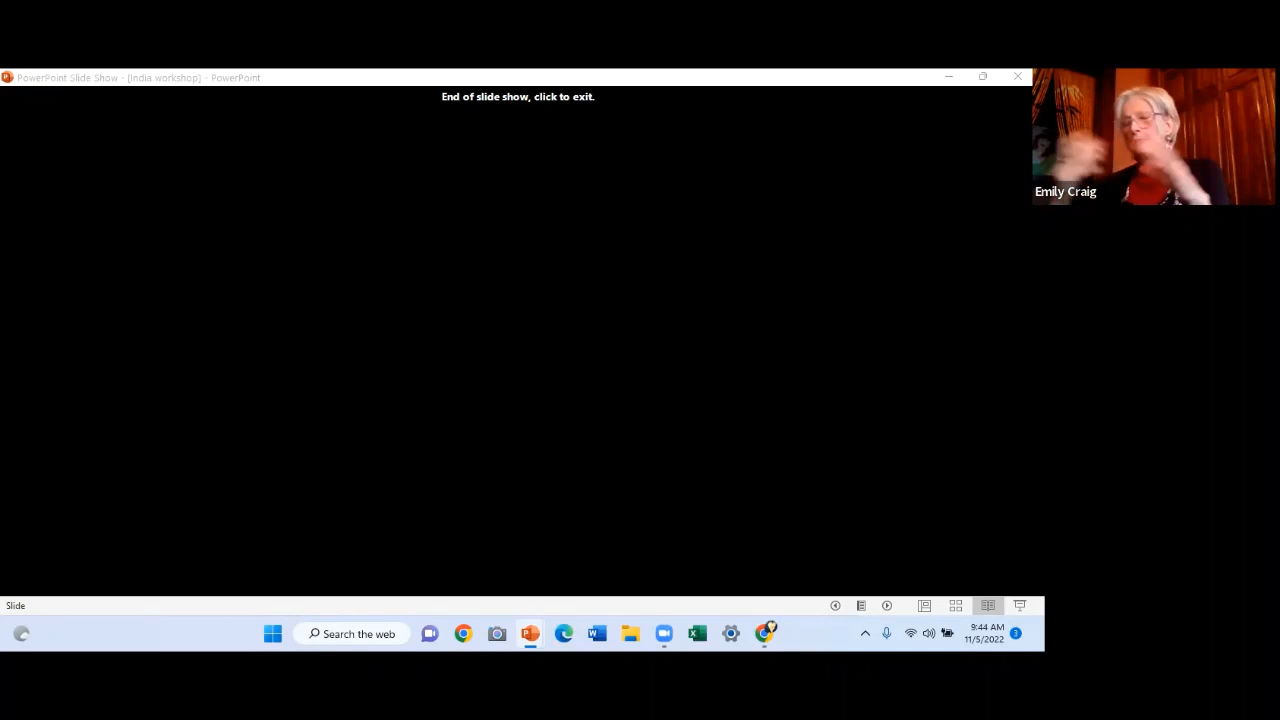 PowerPoint Slide Show - [India workshop] - PowerPoint
End of slide show, click to exit.
Emily Craig
Slide
Search the web
9:44 AM
11/5/2022
3